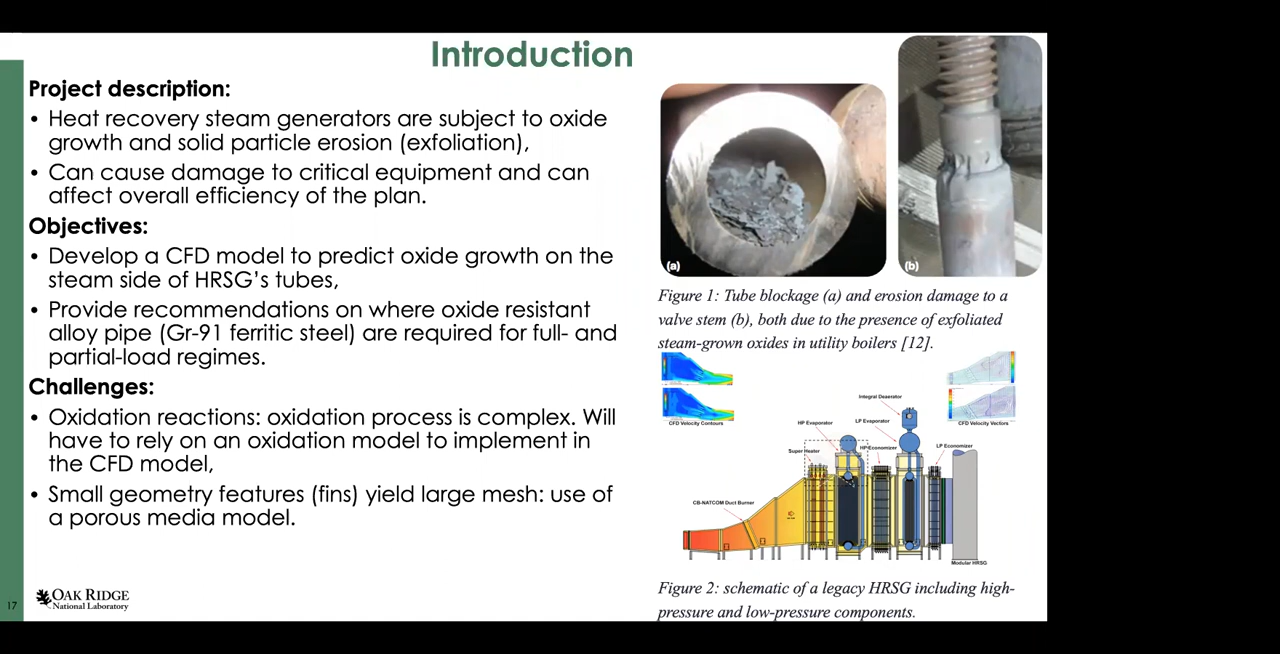 Introduction
Project description:
• Heat recovery steam generators are subject to oxide
growth and solid particle erosion (exfoliation),
• Can cause damage to critical equipment and can
affect overall efficiency of the plan.
Objectives:
• Develop a CFD model to predict oxide growth on the
steam side of HRSG's tubes,
• Provide recommendations on where oxide resistant
alloy pipe (Gr-91 ferritic steel) are required for full- and
partial-load regimes.
Challenges:
• Oxidation reactions: oxidation process is complex. Will
have to rely on an oxidation model to implement in
the CFD model,
• Small geometry features (fins) yield large mesh: use of
a porous media model.
(a)
(b)
Figure 1: Tube blockage (a) and erosion damage to a
valve stem (b), both due to the presence of exfoliated
steam-grown oxides in utility boilers [12].
CFD Velocity Contours
CFD Velocity Vectors
Integral Deaerator
HP Evaporator
LP Evaporator
Super Heater
HP Economizer
LP Economizer
CB-NATCOM Duct Burner
Modular HRSG
Figure 2: schematic of a legacy HRSG including high-
pressure and low-pressure components.
17
OAK RIDGE
National Laboratory